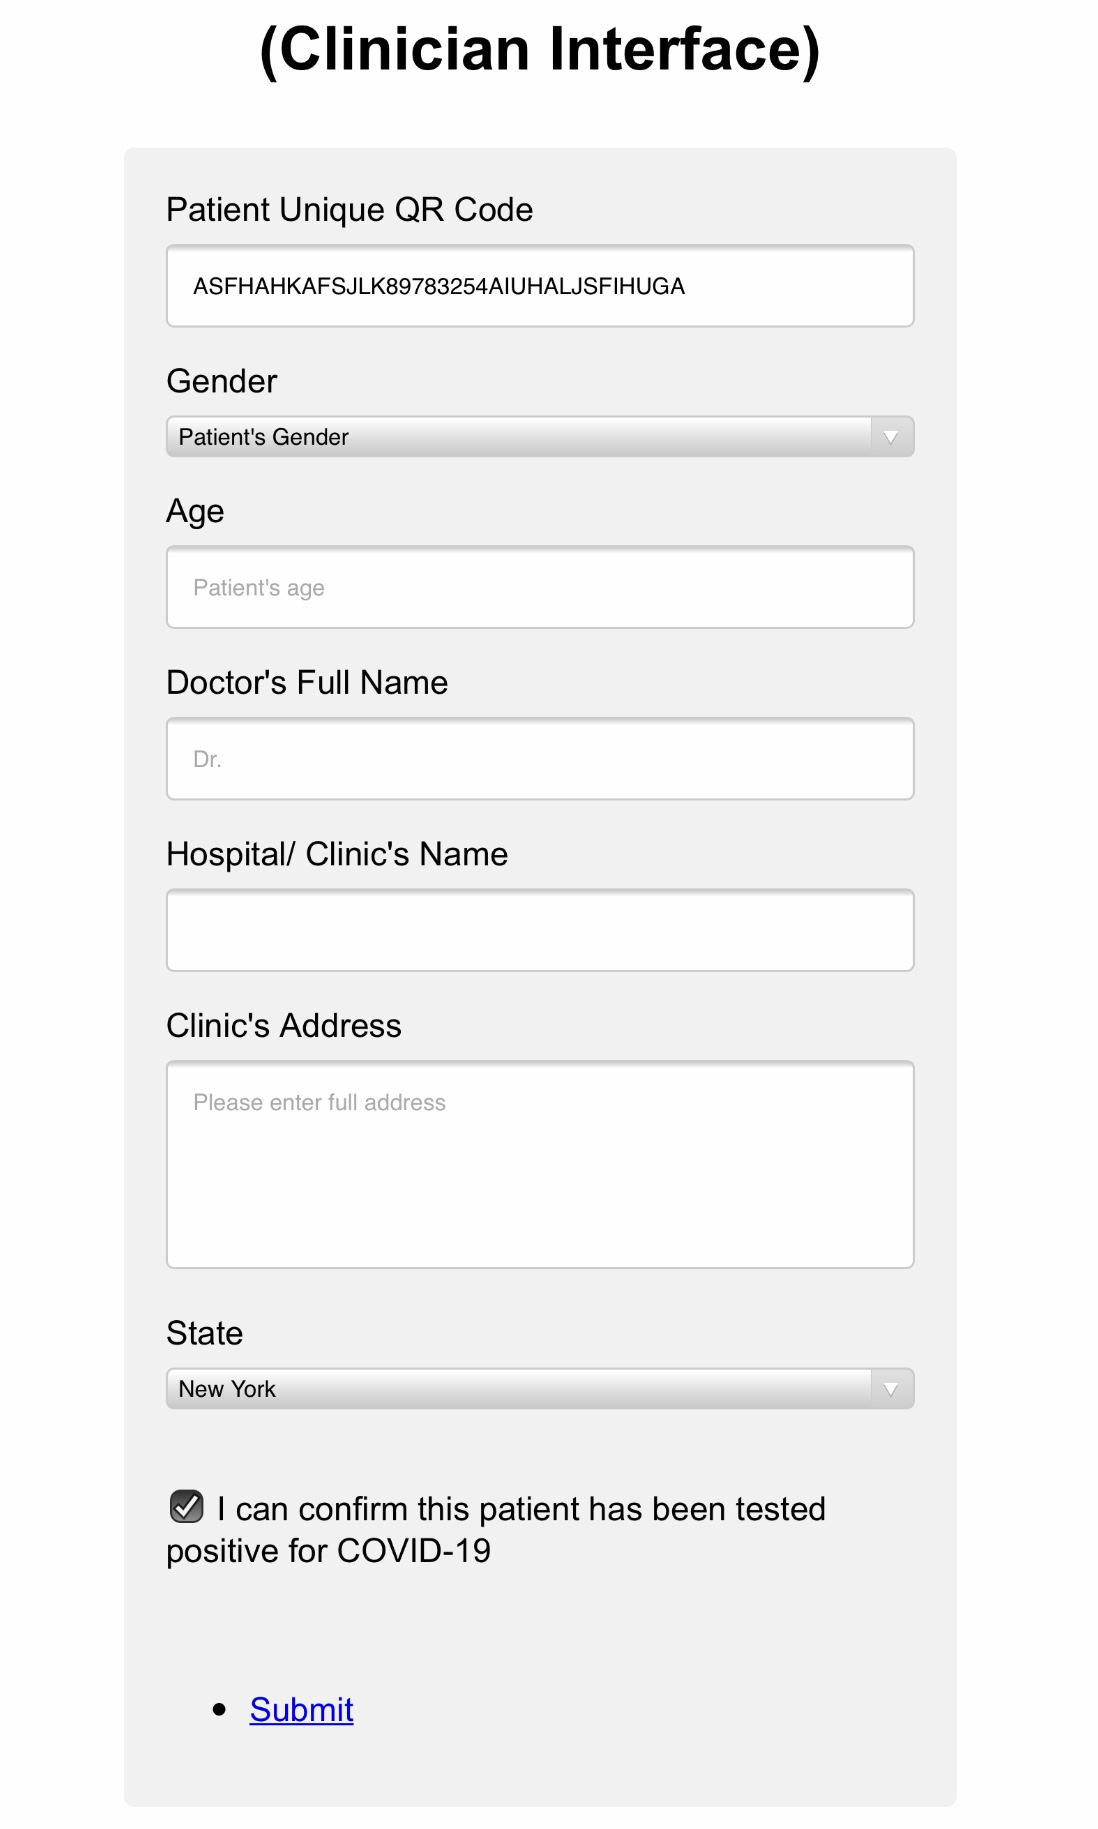 (Clinician Interface)
Patient Unique QR Code
ASFHAHKAFSJLK89783254AIUHALJSFIHUGA
Gender
Patient's Gender
Age
Patient's age
Doctor's Full Name
Dr.
Hospital/ Clinic's Name
Clinic's Address
Please enter full address
State
New York
I can confirm this patient has been tested
positive for COVID-19
Submit